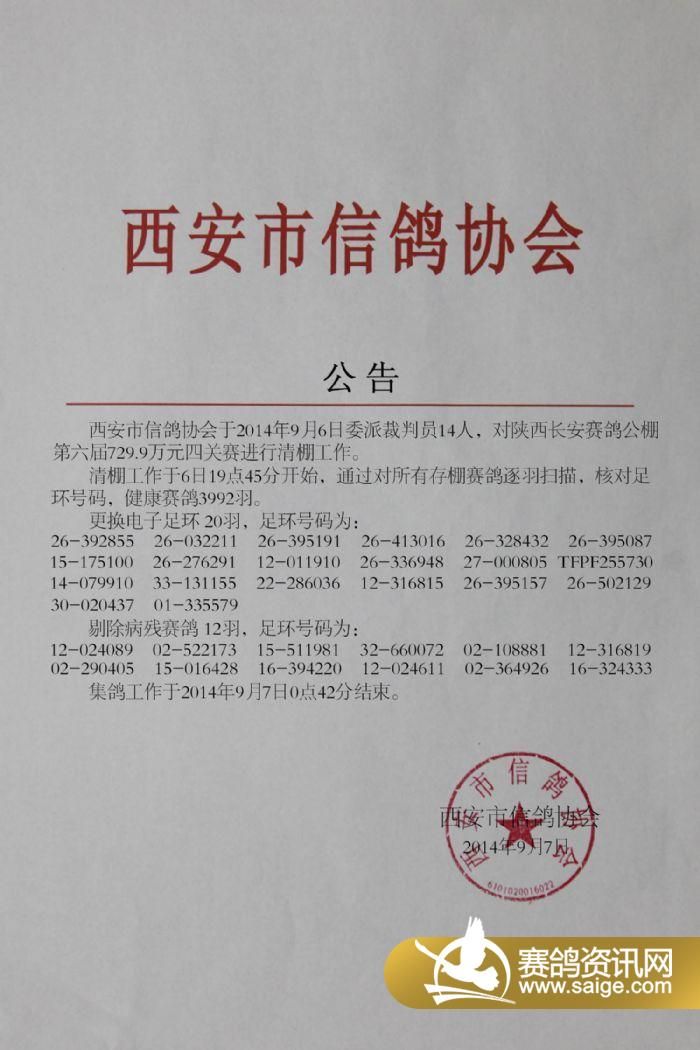 西安市信鸽协会
公告
西安市信鸽协会于2014年9月6日委派裁判员14人，对陕西长安赛鸽公棚
第六届729.9万元四关赛进行清棚工作。
清棚工作于6日19点45分开始，通过对所有存棚赛鸽逐羽扫描，核对足
环号码，健康赛鸽3992羽。
更换电子足环 20羽，足环号码为：
26-392855 26-032211 26-395191 26-413016 26-328432 26-395087
15-175100 26-276291 12-011910 26-336948 27-000805 TFPF255730
14-079910 33-131155 22-286036 12-316815 26-395157 26-502129
30-020437 01-335579
剔除病残赛鸽 12羽，足环号码为：
12-024089 02-522173 15-511981 32-660072 02-108881 12-316819
02-290405 15-016428 16-394220 12-024611 02-364926 16-324333
集鸽工作于2014年9月7日0点42分结束。
西安市信鸽协会
西安市信鸽协会
2014年9月7日
6101020016022
赛鸽资讯网
www.saige.com